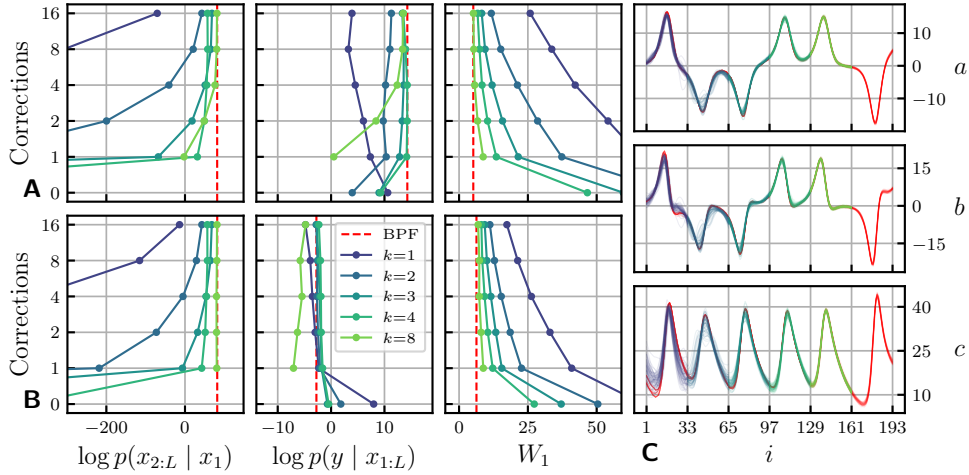 Corrections
16
8
4
2
1
0
A
Corrections
16
8
4
2
1
0
B
−200 0
log p(x₂:L | x₁)
BPF
k=1
k=2
k=3
k=4
k=8
−10 0 10
log p(y | x₁:L)
0 25 50
W₁
10
0
−10
a
15
0
−15
b
40
25
10
c
1 33 65 97 129 161 193
C
i